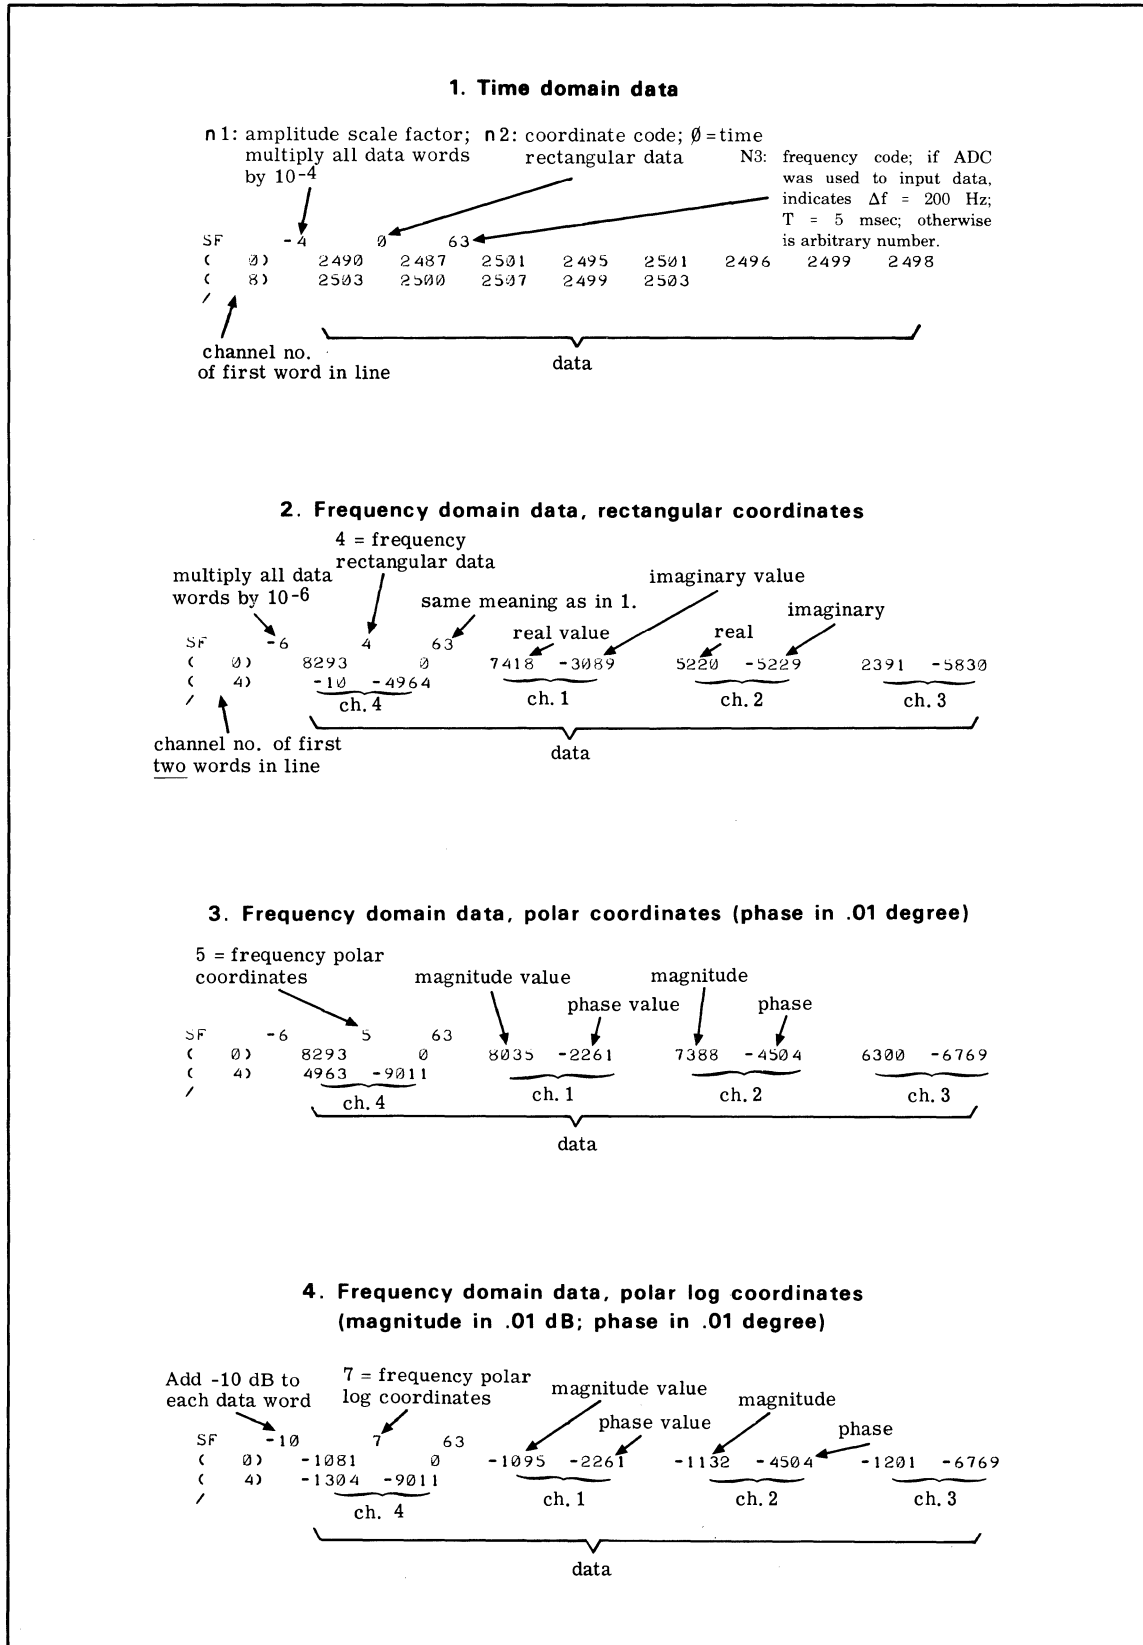 1. Time domain data
n1: amplitude scale factor; n2: coordinate code; Ø = time
multiply all data words rectangular data N3: frequency code; if ADC
by 10-4 was used to input data,
indicates Δf = 200 Hz;
T = 5 msec; otherwise
is arbitrary number.
SF -4 Ø 63
( Ø) 249Ø 2487 25Ø1 2495 25Ø1 2496 2499 2498
( 8) 25Ø3 25ØØ 25Ø7 2499 25Ø3
/
channel no.
of first word in line
data
2. Frequency domain data, rectangular coordinates
4 = frequency
rectangular data
multiply all data
words by 10-6
same meaning as in 1.
imaginary value
real value
real
imaginary
SF -6 4 63
( Ø) 8293 Ø 7418 -3Ø89 522Ø -5229 2391 -583Ø
( 4) -1Ø -4964
/ ch. 4 ch. 1 ch. 2 ch. 3
channel no. of first
two words in line
data
3. Frequency domain data, polar coordinates (phase in .01 degree)
5 = frequency polar
coordinates magnitude value magnitude
phase value phase
SF -6 5 63
( Ø) 8293 Ø 8Ø35 -2261 7388 -45Ø4 63ØØ -6769
( 4) 4963 -9Ø11
/ ch. 4 ch. 1 ch. 2 ch. 3
data
4. Frequency domain data, polar log coordinates
(magnitude in .01 dB; phase in .01 degree)
Add -10 dB to
each data word
7 = frequency polar
log coordinates
magnitude value
phase value
magnitude
phase
SF -1Ø 7 63
( Ø) -1Ø81 Ø -1Ø95 -2261 -1132 -45Ø4 -12Ø1 -6769
( 4) -13Ø4 -9Ø11
/ ch. 4 ch. 1 ch. 2 ch. 3
data